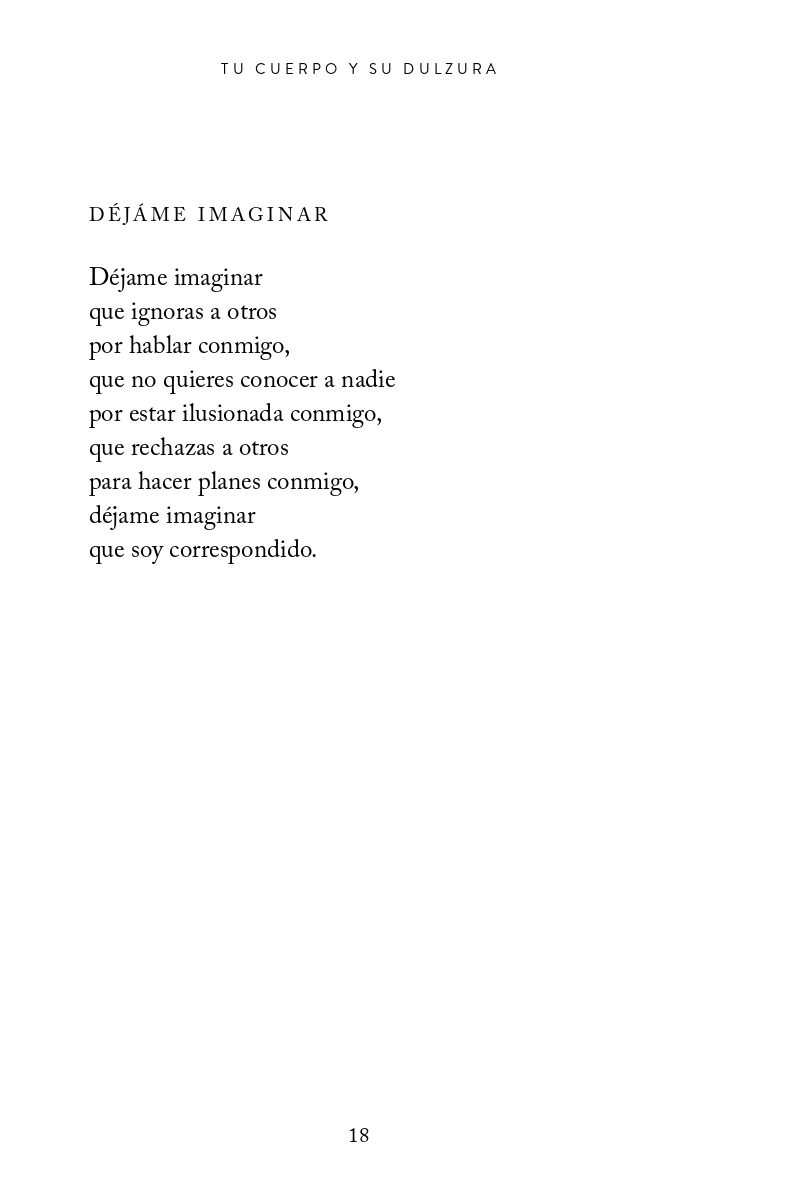 TU CUERPO Y SU DULZURA
DÉJÁME IMAGINAR
Déjame imaginar
que ignoras a otros
por hablar conmigo,
que no quieres conocer a nadie
por estar ilusionada conmigo,
que rechazas a otros
para hacer planes conmigo,
déjame imaginar
que soy correspondido.
18